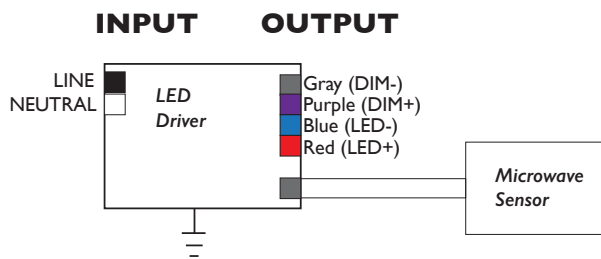 INPUT OUTPUT
LINE
NEUTRAL
LED
Driver
Gray (DIM-)
Purple (DIM+)
Blue (LED-)
Red (LED+)
Microwave
Sensor